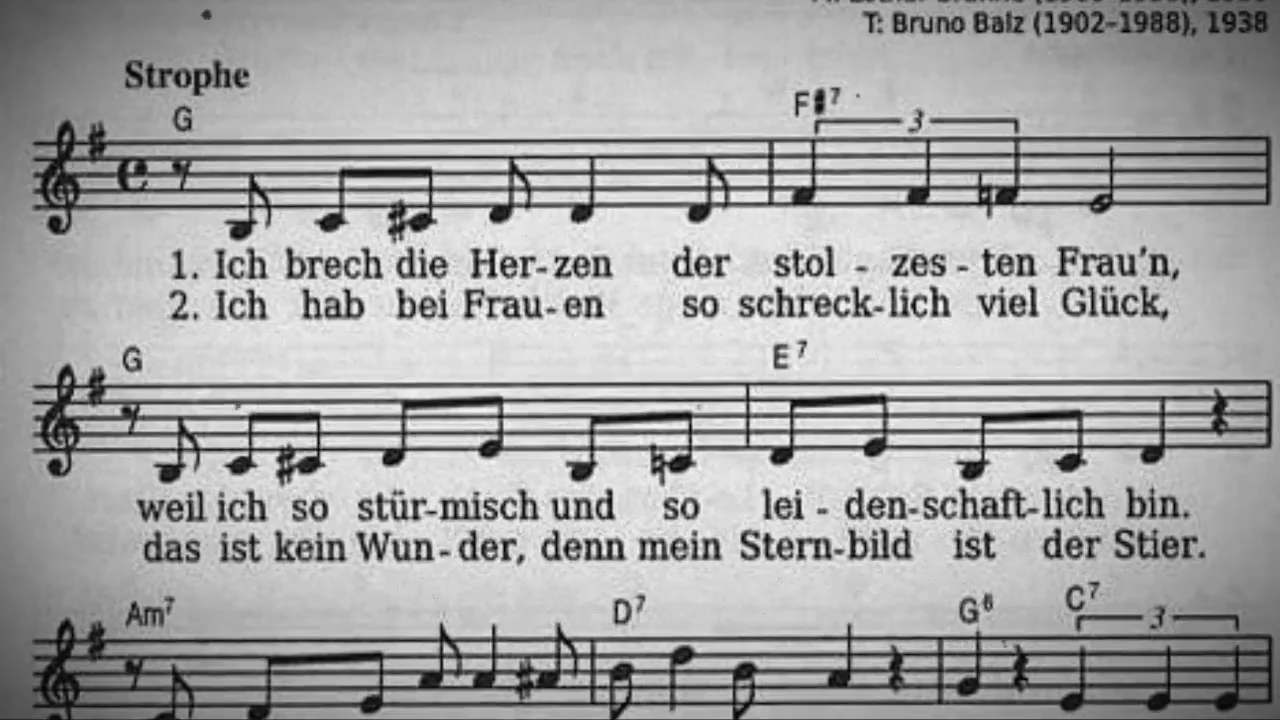 T: Bruno Balz (1902–1988), 1938
Strophe
G F#7 3
1. Ich brech die Her-zen der stol - zes - ten Frau'n,
2. Ich hab bei Frau-en so schreck-lich viel Glück,
G E7
weil ich so stür-misch und so lei - den-schaft-lich bin.
das ist kein Wun-der, denn mein Stern-bild ist der Stier.
Am7 D7 G6 C7 3